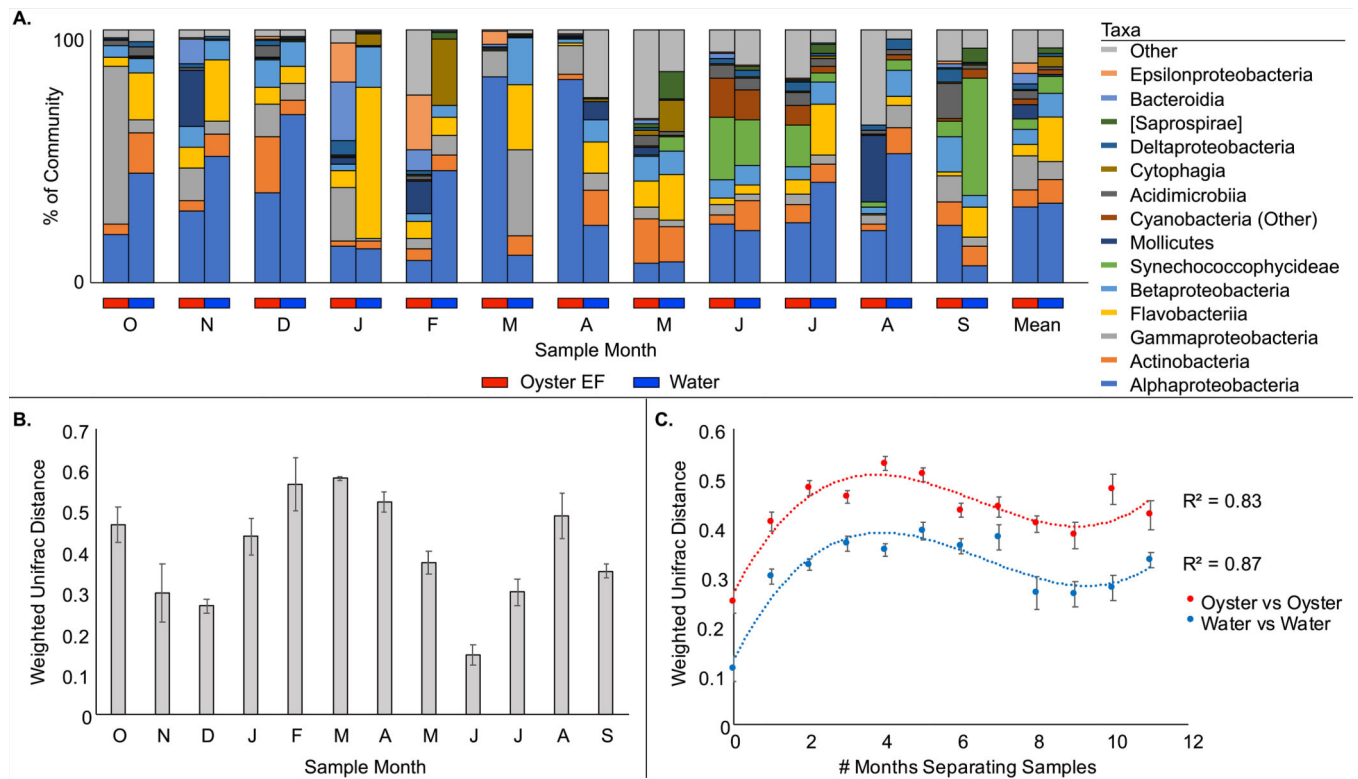 A.
% of Community
100
0
O N D J F M A M J J A S Mean
Sample Month
Oyster EF Water
Taxa
Other
Epsilonproteobacteria
Bacteroidia
[Saprospirae]
Deltaproteobacteria
Cytophagia
Acidimicrobiia
Cyanobacteria (Other)
Mollicutes
Synechococcophycideae
Betaproteobacteria
Flavobacteriia
Gammaproteobacteria
Actinobacteria
Alphaproteobacteria
B.
Weighted Unifrac Distance
0.7
0.6
0.5
0.4
0.3
0.2
0.1
0
O N D J F M A M J J A S
Sample Month
C.
Weighted Unifrac Distance
0.6
0.5
0.4
0.3
0.2
0.1
0
0 2 4 6 8 10 12
# Months Separating Samples
R² = 0.83
R² = 0.87
Oyster vs Oyster
Water vs Water